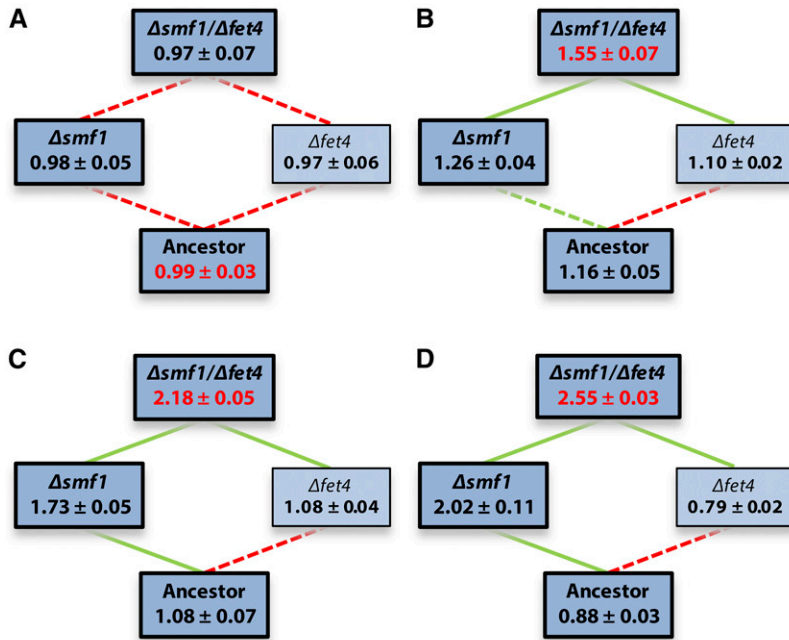 A
Δsmf1/Δfet4
0.97 ± 0.07
Δsmf1
0.98 ± 0.05
Δfet4
0.97 ± 0.06
Ancestor
0.99 ± 0.03
B
Δsmf1/Δfet4
1.55 ± 0.07
Δsmf1
1.26 ± 0.04
Δfet4
1.10 ± 0.02
Ancestor
1.16 ± 0.05
C
Δsmf1/Δfet4
2.18 ± 0.05
Δsmf1
1.73 ± 0.05
Δfet4
1.08 ± 0.04
Ancestor
1.08 ± 0.07
D
Δsmf1/Δfet4
2.55 ± 0.03
Δsmf1
2.02 ± 0.11
Δfet4
0.79 ± 0.02
Ancestor
0.88 ± 0.03